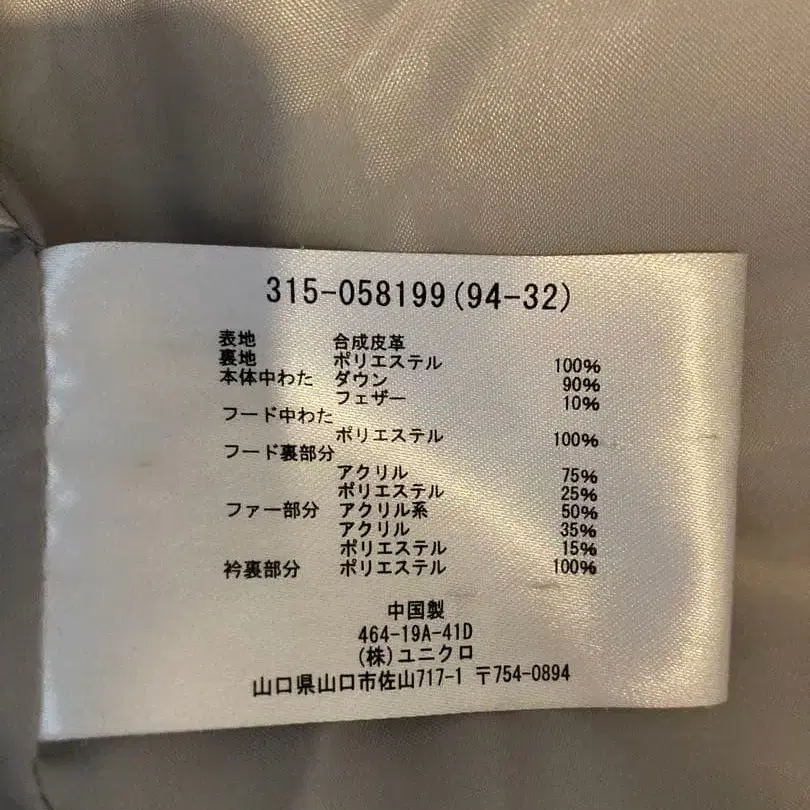 315-058199(94-32)
表地 合成皮革
裏地 ポリエステル 100%
本体中わた ダウン 90%
フェザー 10%
フード中わた
ポリエステル 100%
フード裏部分
アクリル 75%
ポリエステル 25%
ファー部分 アクリル系 50%
アクリル 35%
ポリエステル 15%
衿裏部分 ポリエステル 100%
中国製
464-19A-41D
(株)ユニクロ
山口県山口市佐山717-1 〒754-0894